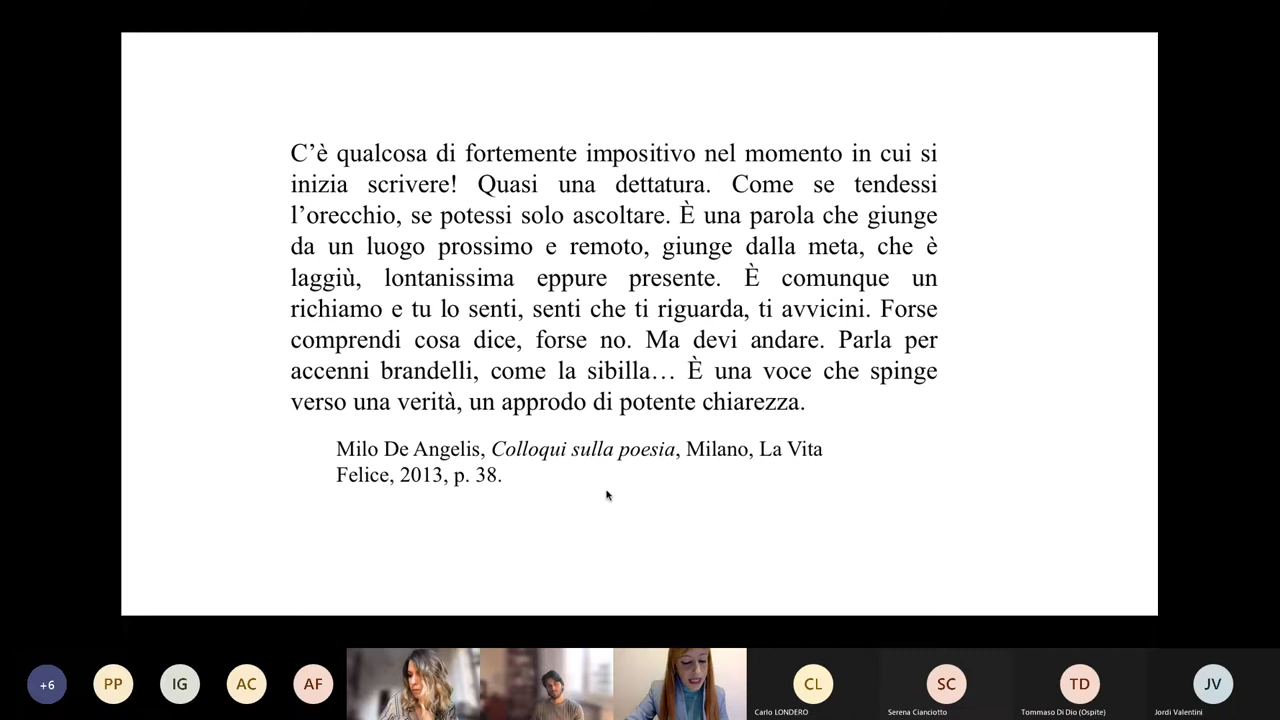 C’è qualcosa di fortemente impositivo nel momento in cui si
inizia scrivere! Quasi una dettatura. Come se tendessi
l’orecchio, se potessi solo ascoltare. È una parola che giunge
da un luogo prossimo e remoto, giunge dalla meta, che è
laggiù, lontanissima eppure presente. È comunque un
richiamo e tu lo senti, senti che ti riguarda, ti avvicini. Forse
comprendi cosa dice, forse no. Ma devi andare. Parla per
accenni brandelli, come la sibilla… È una voce che spinge
verso una verità, un approdo di potente chiarezza.
Milo De Angelis, Colloqui sulla poesia, Milano, La Vita
Felice, 2013, p. 38.
+6 PP IG AC AF CL SC TD JV
Carlo LONDERO Serena Cianciotto Tommaso Di Dio (Ospite) Jordi Valentini